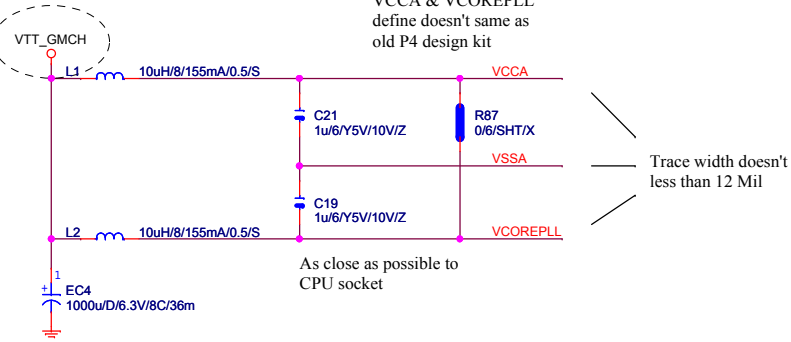 VCCA & VCOREPLL
define doesn't same as
old P4 design kit
VTT_GMCH
L1
10uH/8/155mA/0.5/S
VCCA
C21
1u/6/Y5V/10V/Z
R87
0/6/SHT/X
VSSA
Trace width doesn't
less than 12 Mil
C19
1u/6/Y5V/10V/Z
L2
10uH/8/155mA/0.5/S
VCOREPLL
As close as possible to
CPU socket
1
+
EC4
1000u/D/6.3V/8C/36m